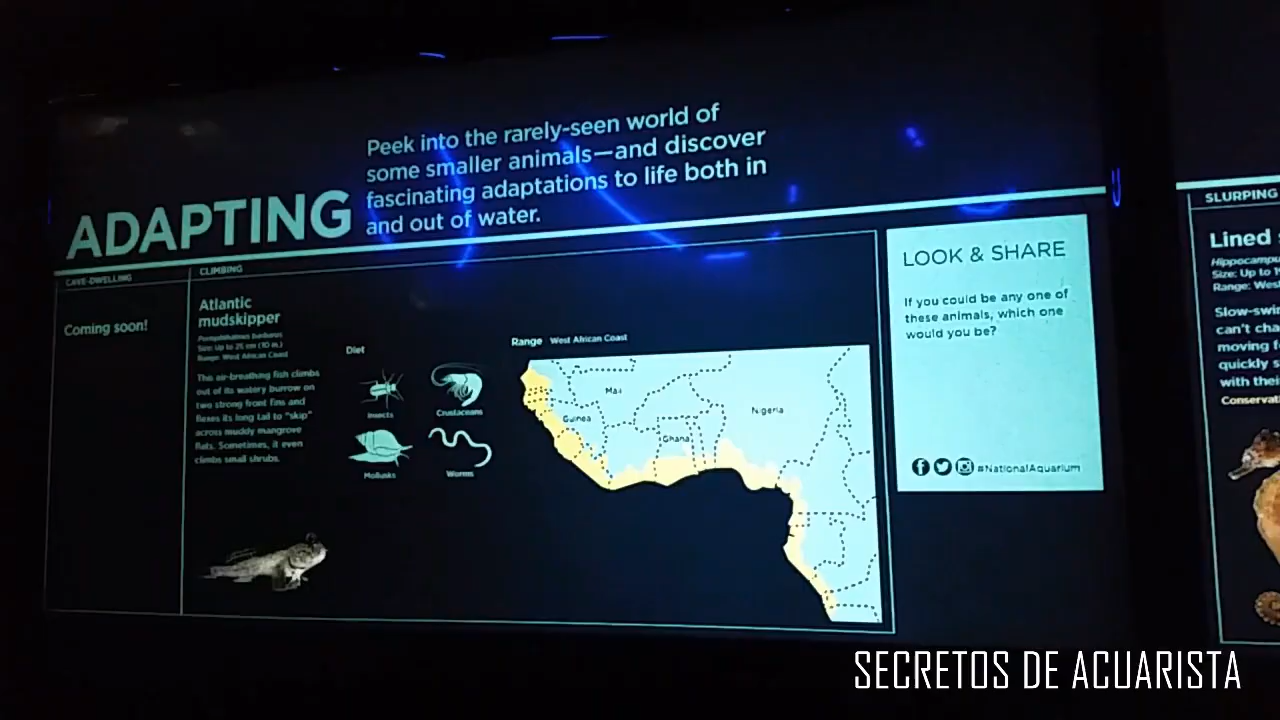 Peek into the rarely-seen world of
some smaller animals—and discover
fascinating adaptations to life both in
and out of water.
ADAPTING
CAVE-DWELLING
Coming soon!
CLIMBING
Atlantic
mudskipper
Periophthalmus barbarus
Size: Up to 25 cm (10 in.)
Range: West African Coast
This air-breathing fish climbs
out of its watery burrow on
two strong front fins and
flexes its long tail to "skip"
across muddy mangrove
flats. Sometimes, it even
climbs small shrubs.
Diet
Insects
Crustaceans
Mollusks
Worms
Range West African Coast
Mali
Guinea
Ghana
Nigeria
LOOK & SHARE
If you could be any one of
these animals, which one
would you be?
#NationalAquarium
SLURPING
Lined
Hippocampu
Size: Up to 1
Range: West
Slow-swi
can't cha
moving f
quickly s
with thei
Conservat
SECRETOS DE ACUARISTA